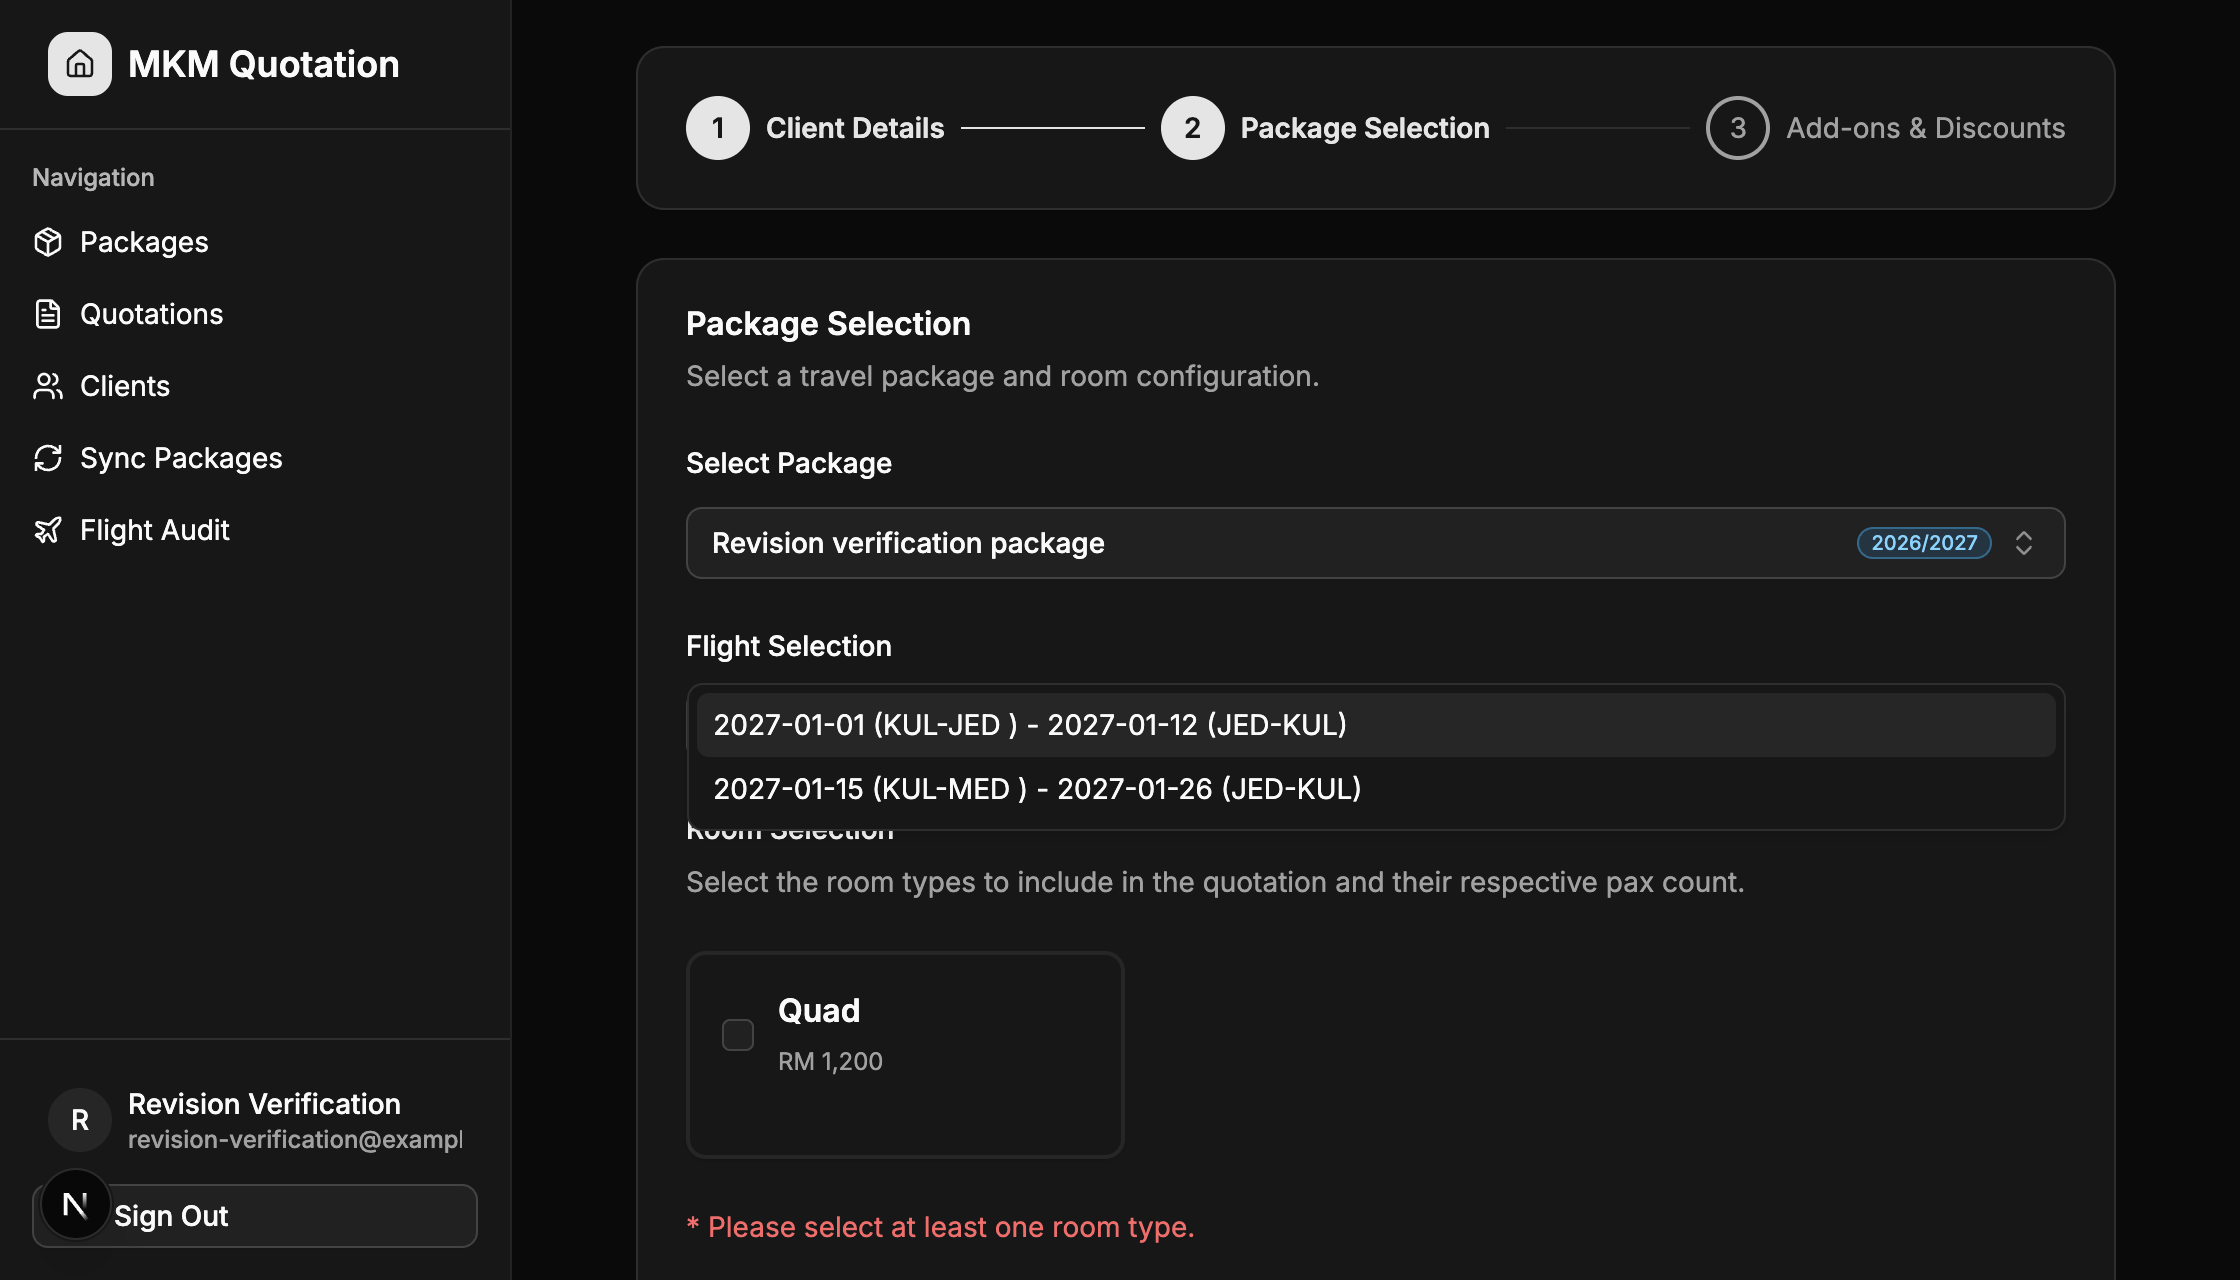 MKM Quotation
Navigation
Packages
Quotations
Clients
Sync Packages
Flight Audit
R
Revision Verification
revision-verification@exampl
N
Sign Out
1 Client Details
2 Package Selection
3 Add-ons & Discounts
Package Selection
Select a travel package and room configuration.
Select Package
Revision verification package 2026/2027
Flight Selection
2027-01-01 (KUL-JED ) - 2027-01-12 (JED-KUL)
2027-01-15 (KUL-MED ) - 2027-01-26 (JED-KUL)
Room Selection
Select the room types to include in the quotation and their respective pax count.
Quad
RM 1,200
* Please select at least one room type.